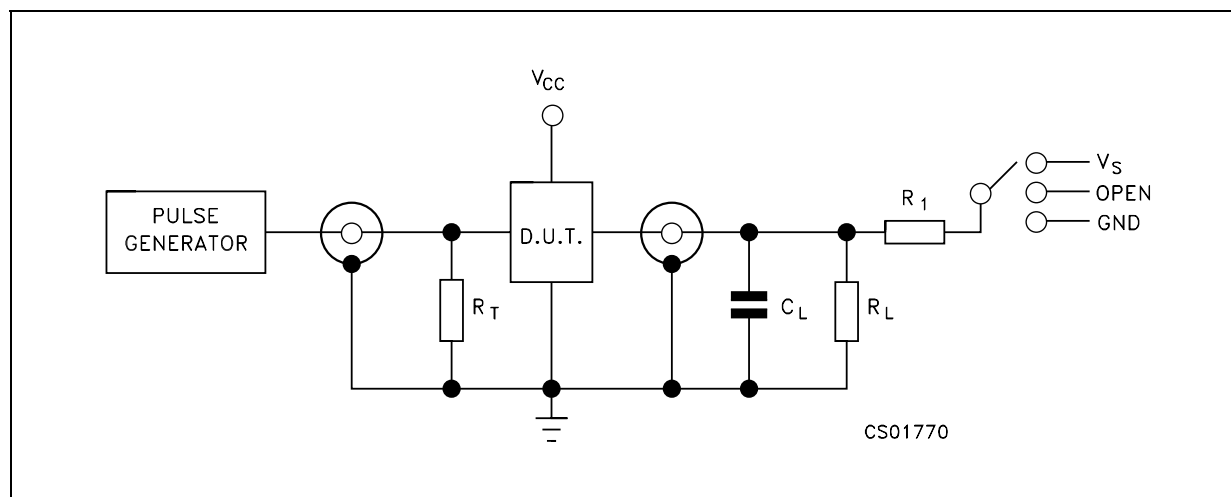 VCC
PULSE
GENERATOR
D.U.T.
RT
CL
RL
R1
VS
OPEN
GND
CS01770